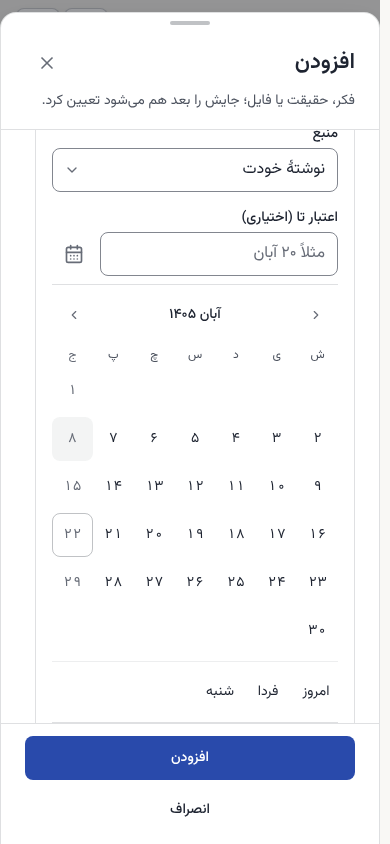 افزودن
فکر، حقیقت یا فایل؛ جایش را بعد هم می‌شود تعیین کرد.
منبع
نوشتهٔ خودت
اعتبار تا (اختیاری)
مثلاً ۲۰ آبان
آبان ۱۴۰۵
ش ی د س چ پ ج
۱
۲ ۳ ۴ ۵ ۶ ۷ ۸
۹ ۱۰ ۱۱ ۱۲ ۱۳ ۱۴ ۱۵
۱۶ ۱۷ ۱۸ ۱۹ ۲۰ ۲۱ ۲۲
۲۳ ۲۴ ۲۵ ۲۶ ۲۷ ۲۸ ۲۹
۳۰
امروز فردا شنبه
افزودن
انصراف